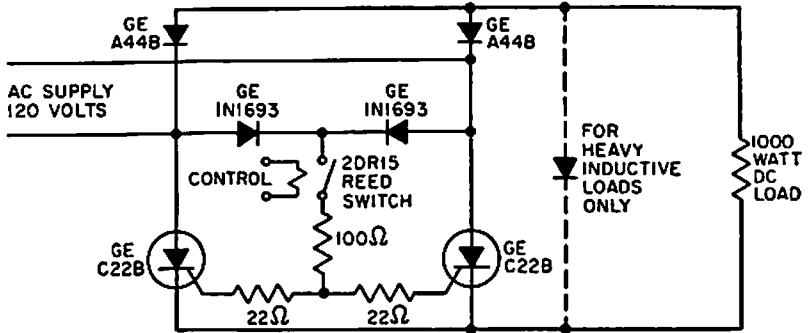 GE
A44B
GE
A44B
AC SUPPLY
120 VOLTS
GE
IN1693
GE
IN1693
FOR
HEAVY
INDUCTIVE
LOADS
ONLY
1000
WATT
DC
LOAD
CONTROL
2DR15
REED
SWITCH
100Ω
GE
C22B
GE
C22B
22Ω
22Ω